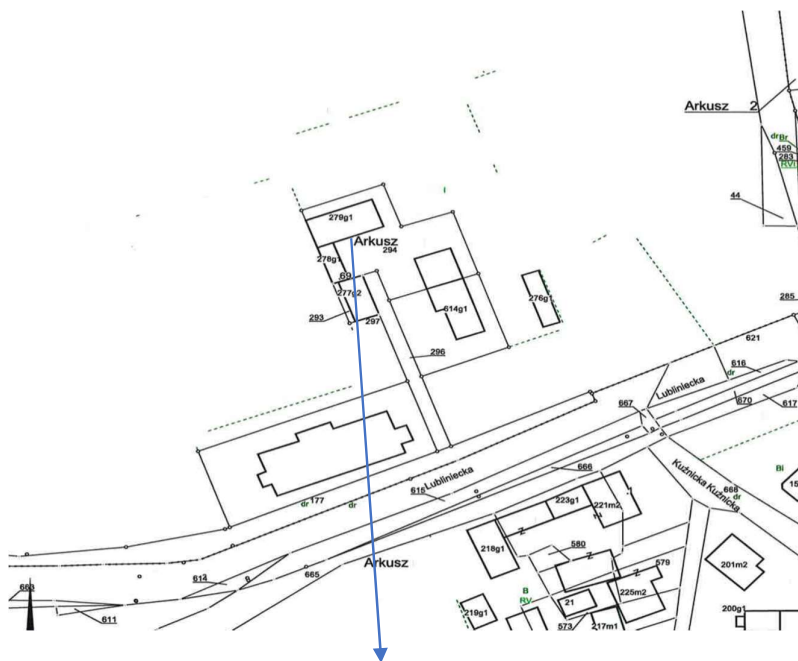 Arkusz 2
dr Br
459
283
RVI
44
279g1
Arkusz
294
278g1
69
277g2
293
297
614g1
276g1
285
296
621
616
dr
Lubliniecka
670
617
667
666
Lubliniecka
615
177
dr
dr
Kuźnicka Kuźnicka
668
dr
Bi
15
223g1
221m2
218g1
580
579
201m2
Arkusz
665
614
663
611
B
RV
219g1
21
225m2
573
217m1
200g1